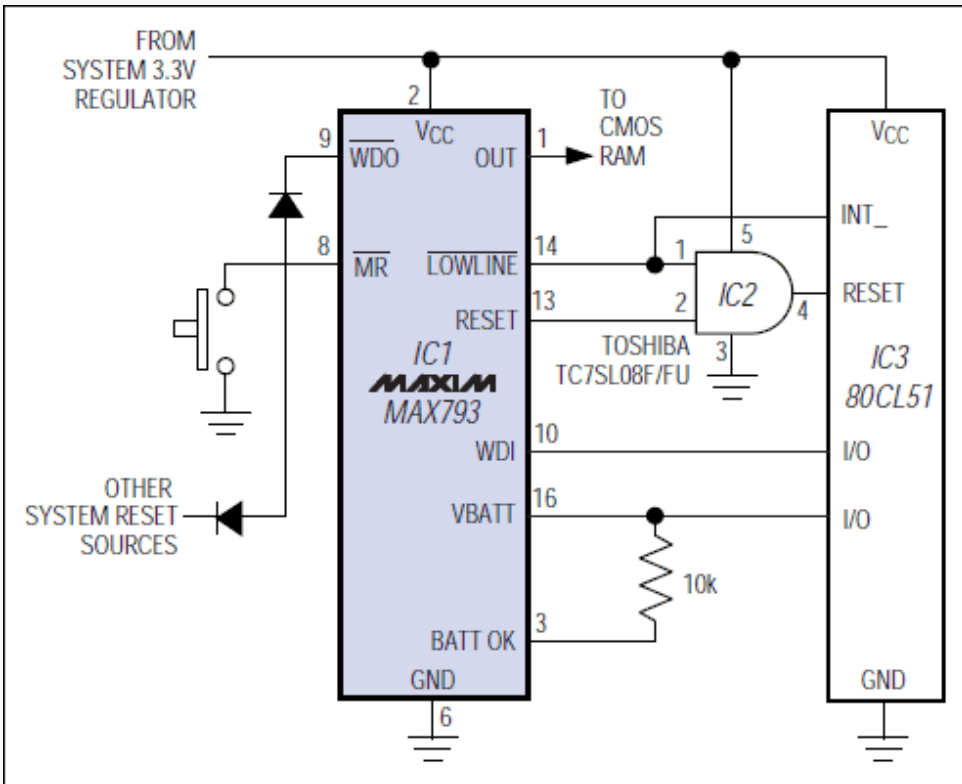 FROM
SYSTEM 3.3V
REGULATOR
2
VCC
9
WDO
OUT
1
TO
CMOS
RAM
VCC
INT_
8
MR
LOWLINE
14
1
5
IC2
4
RESET
RESET
13
2
3
TOSHIBA
TC7SL08F/FU
IC1
MAXIM
MAX793
IC3
80CL51
WDI
10
I/O
OTHER
SYSTEM RESET
SOURCES
VBATT
16
I/O
10k
BATT OK
3
GND
6
GND